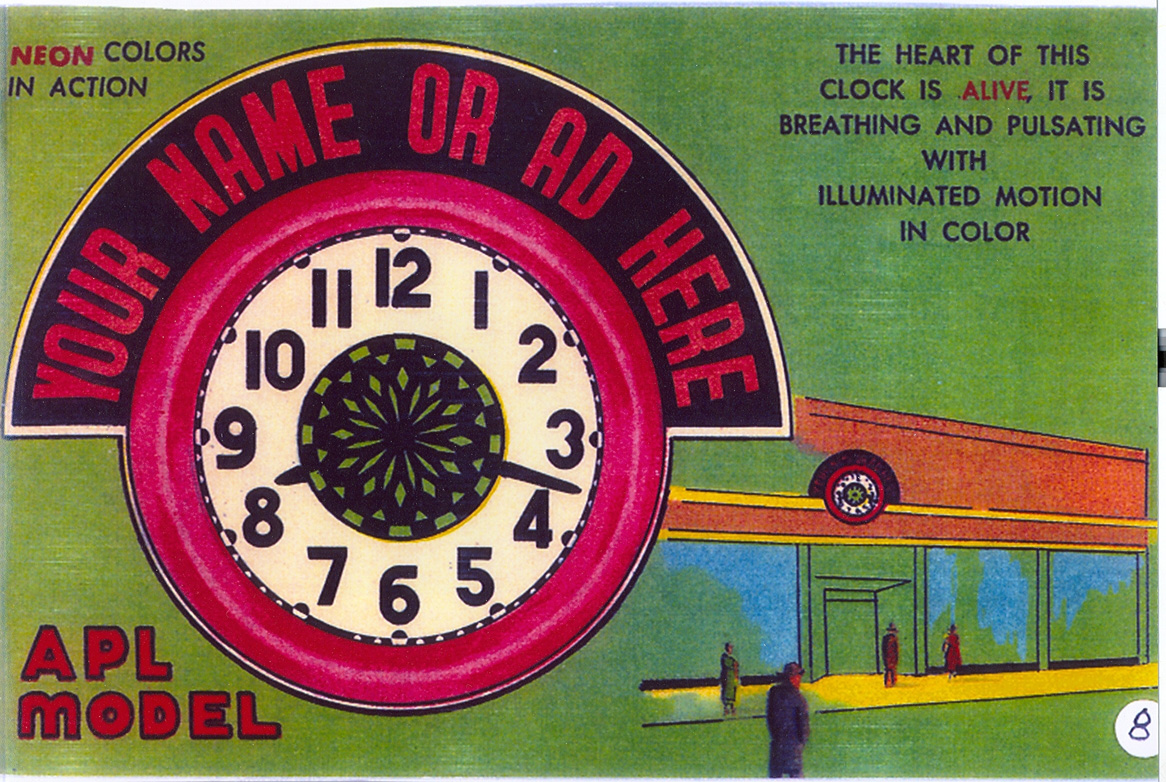 NEON COLORS
IN ACTION
THE HEART OF THIS
CLOCK IS ALIVE, IT IS
BREATHING AND PULSATING
WITH
ILLUMINATED MOTION
IN COLOR
YOUR NAME OR AD HERE
12
1
2
3
4
5
6
7
8
9
10
11
APL
MODEL
8